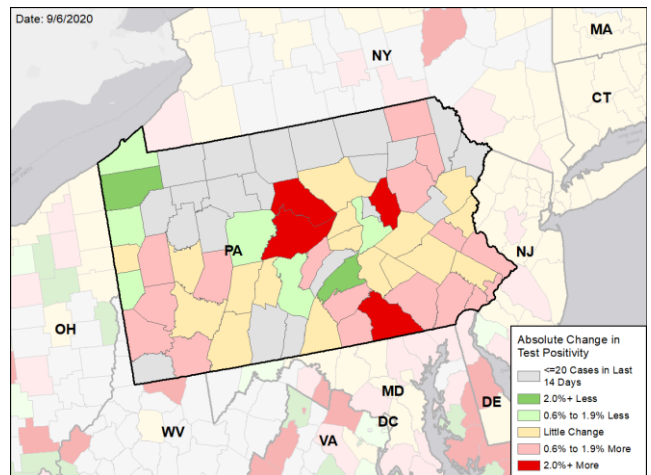 Date: 9/6/2020
MA
NY
CT
PA
NJ
OH
Absolute Change in
Test Positivity
<=20 Cases in Last
14 Days
2.0%+ Less
0.6% to 1.9% Less
Little Change
0.6% to 1.9% More
2.0%+ More
MD
DE
DC
WV
VA